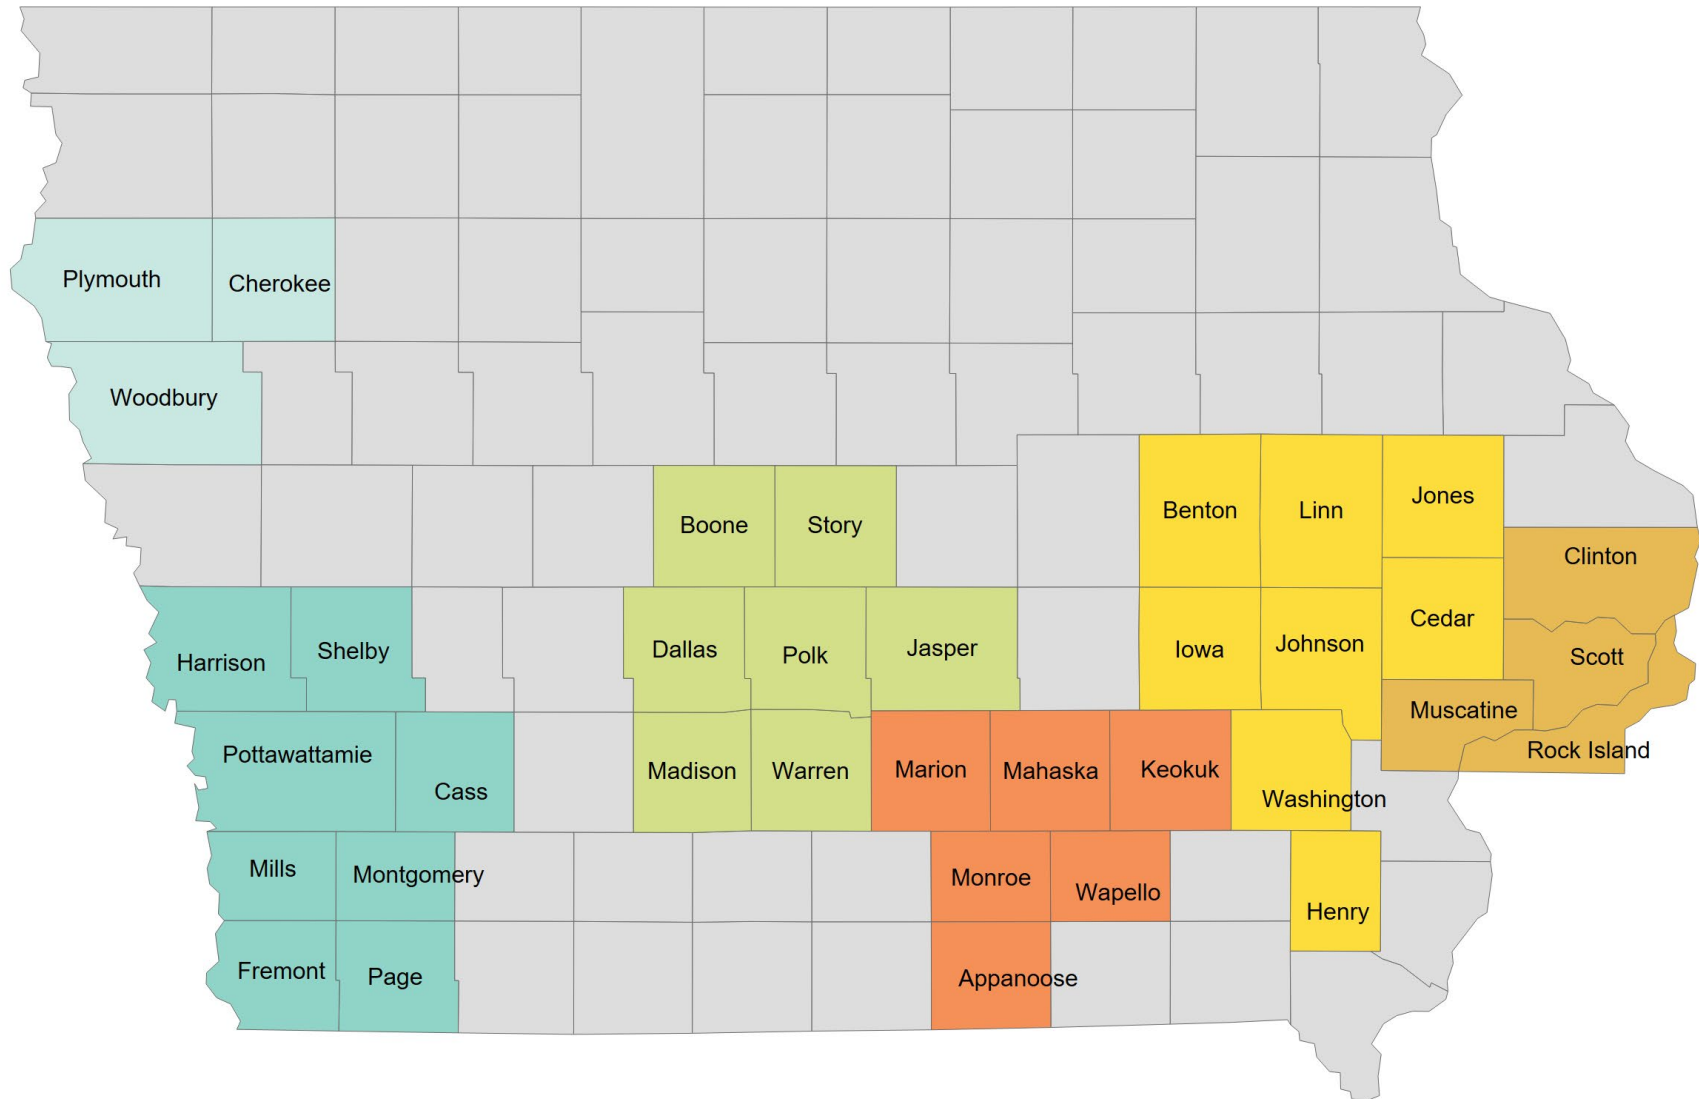 Plymouth
Cherokee
Woodbury
Boone
Story
Benton
Linn
Jones
Clinton
Harrison
Shelby
Dallas
Polk
Jasper
Iowa
Johnson
Cedar
Scott
Muscatine
Rock Island
Pottawattamie
Cass
Madison
Warren
Marion
Mahaska
Keokuk
Washington
Mills
Montgomery
Monroe
Wapello
Henry
Fremont
Page
Appanoose